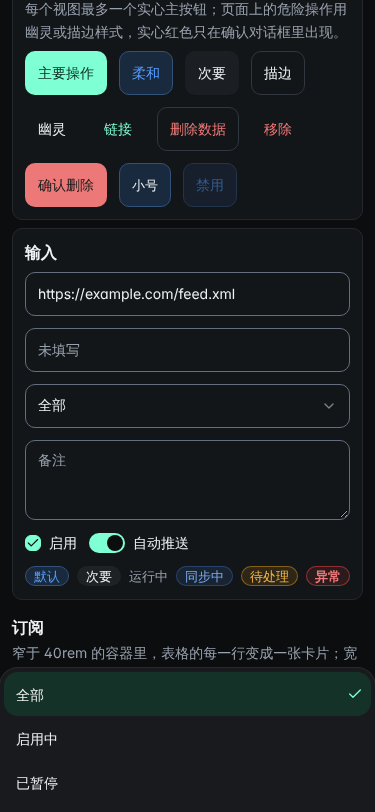 每个视图最多一个实心主按钮；页面上的危险操作用
幽灵或描边样式，实心红色只在确认对话框里出现。
主要操作 柔和 次要 描边
幽灵 链接 删除数据 移除
确认删除 小号 禁用
输入
https://example.com/feed.xml
未填写
全部
备注
启用 自动推送
默认 次要 运行中 同步中 待处理 异常
订阅
窄于 40rem 的容器里，表格的每一行变成一张卡片；宽
全部
启用中
已暂停